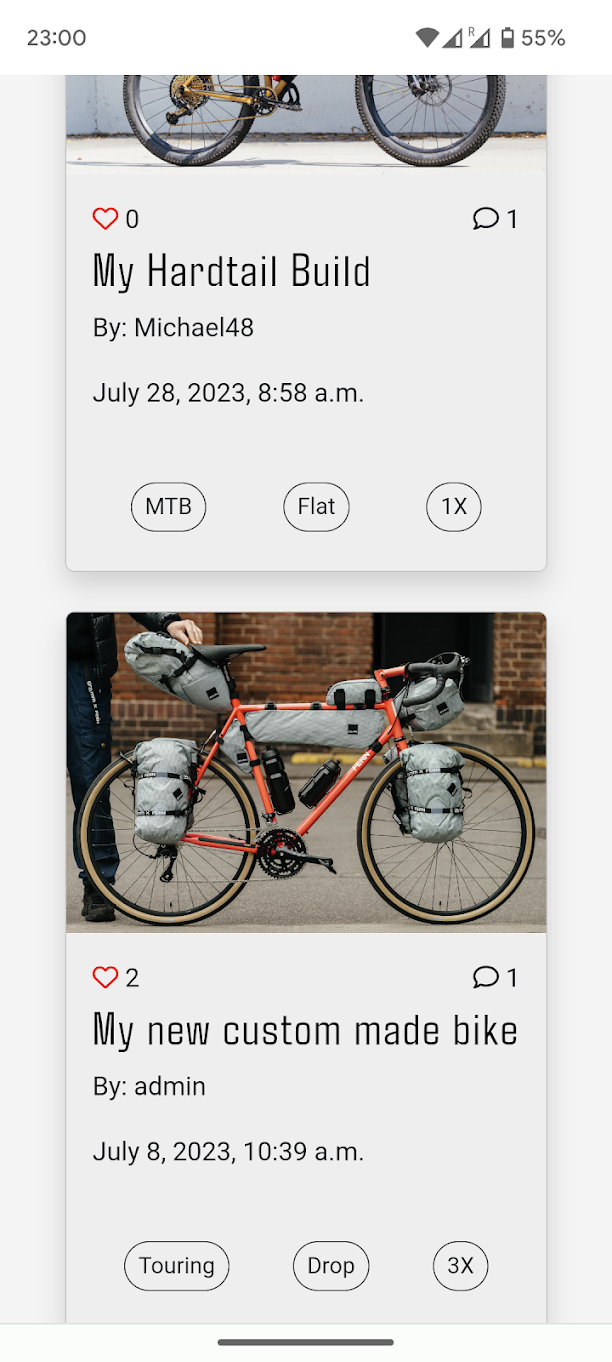 23:00
R
55%
0
1
My Hardtail Build
By: Michael48
July 28, 2023, 8:58 a.m.
MTB
Flat
1X
FERN
2
1
My new custom made bike
By: admin
July 8, 2023, 10:39 a.m.
Touring
Drop
3X